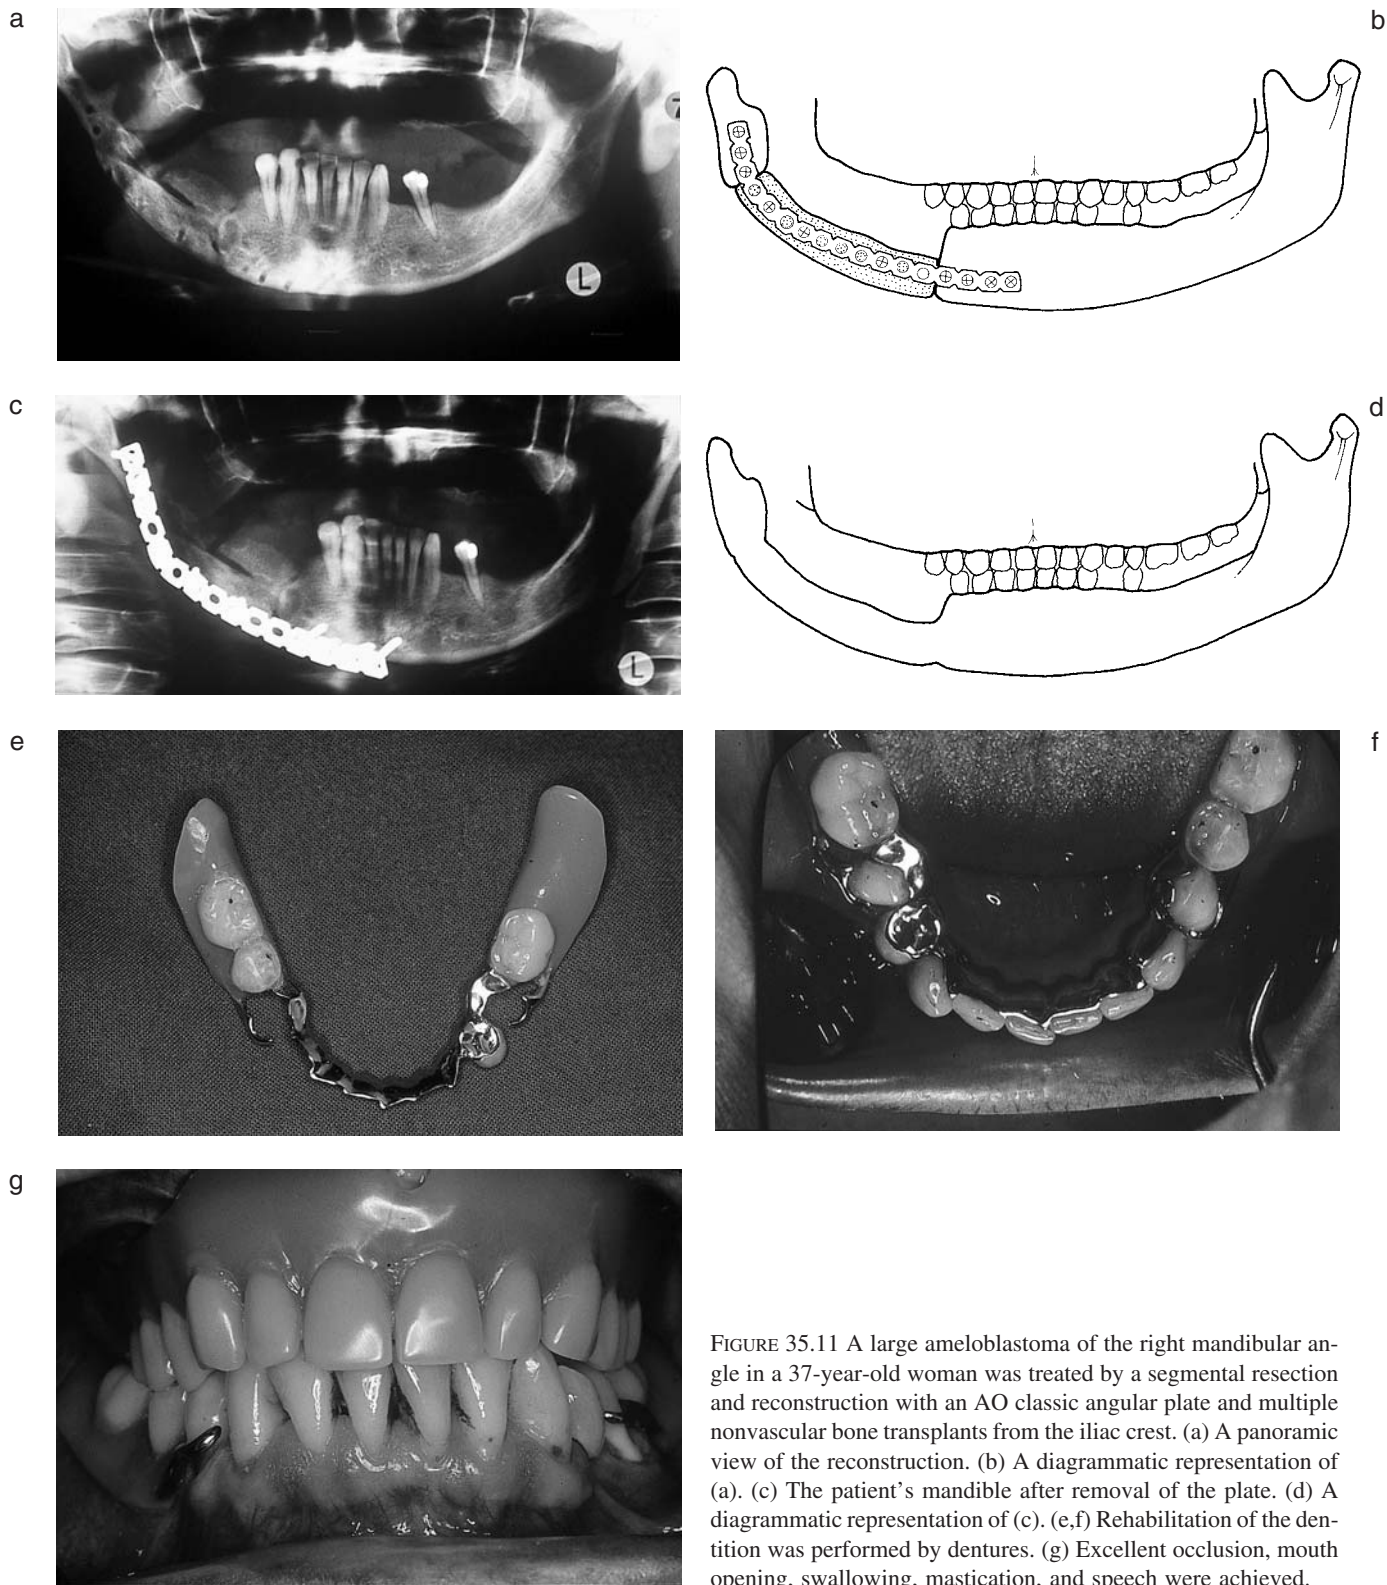 a
b
L
c
d
L
e
f
g
FIGURE 35.11 A large ameloblastoma of the right mandibular an-
gle in a 37-year-old woman was treated by a segmental resection
and reconstruction with an AO classic angular plate and multiple
nonvascular bone transplants from the iliac crest. (a) A panoramic
view of the reconstruction. (b) A diagrammatic representation of
(a). (c) The patient's mandible after removal of the plate. (d) A
diagrammatic representation of (c). (e,f) Rehabilitation of the den-
tition was performed by dentures. (g) Excellent occlusion, mouth
opening, swallowing, mastication, and speech were achieved.